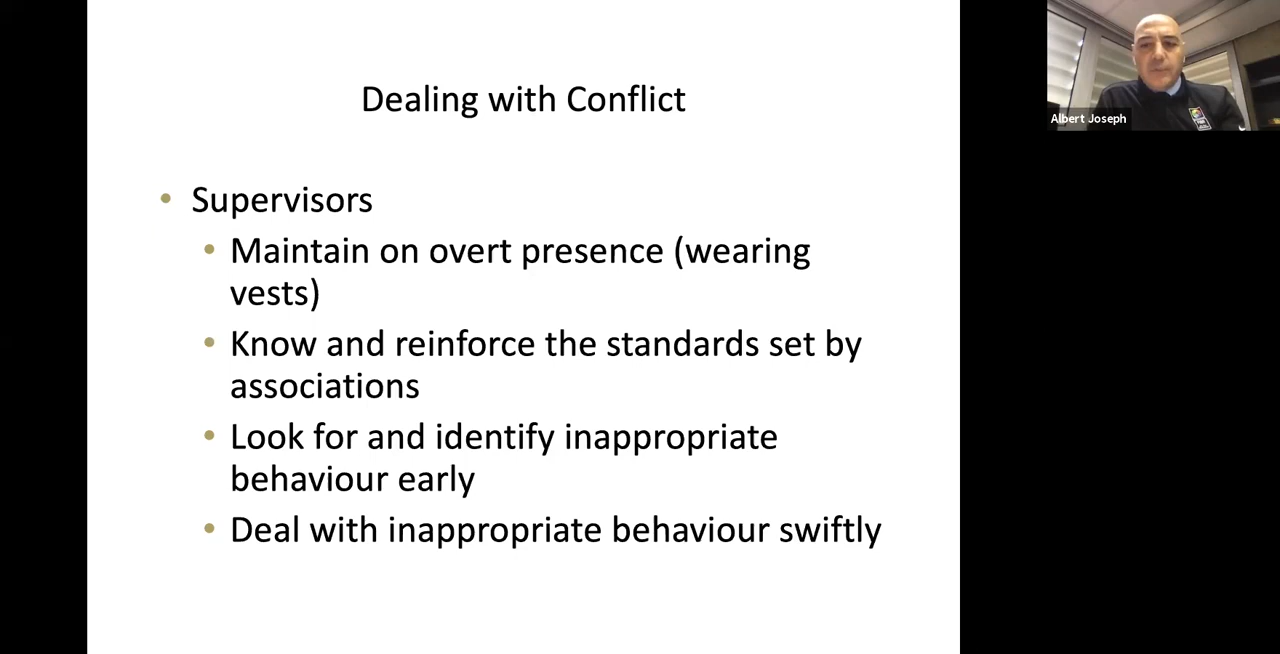 Dealing with Conflict
Albert Joseph
• Supervisors
• Maintain on overt presence (wearing
vests)
• Know and reinforce the standards set by
associations
• Look for and identify inappropriate
behaviour early
• Deal with inappropriate behaviour swiftly